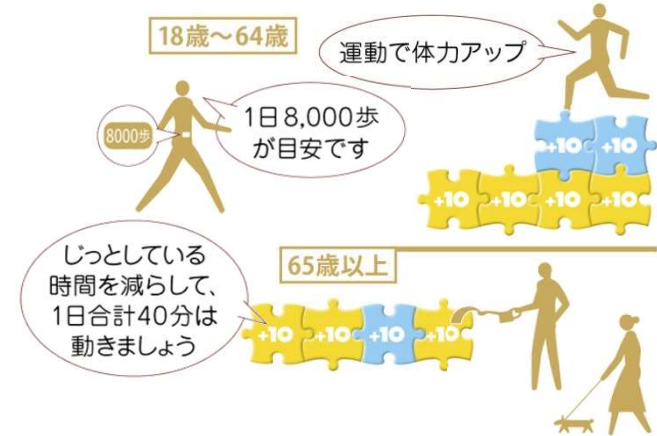 18歳～64歳
運動で体力アップ
8000歩
1日8,000歩
が目安です
+10 +10
+10 +10 +10 +10
じっとしている
時間を減らして、
1日合計40分は
動きましょう
65歳以上
+10 +10 +10 +10